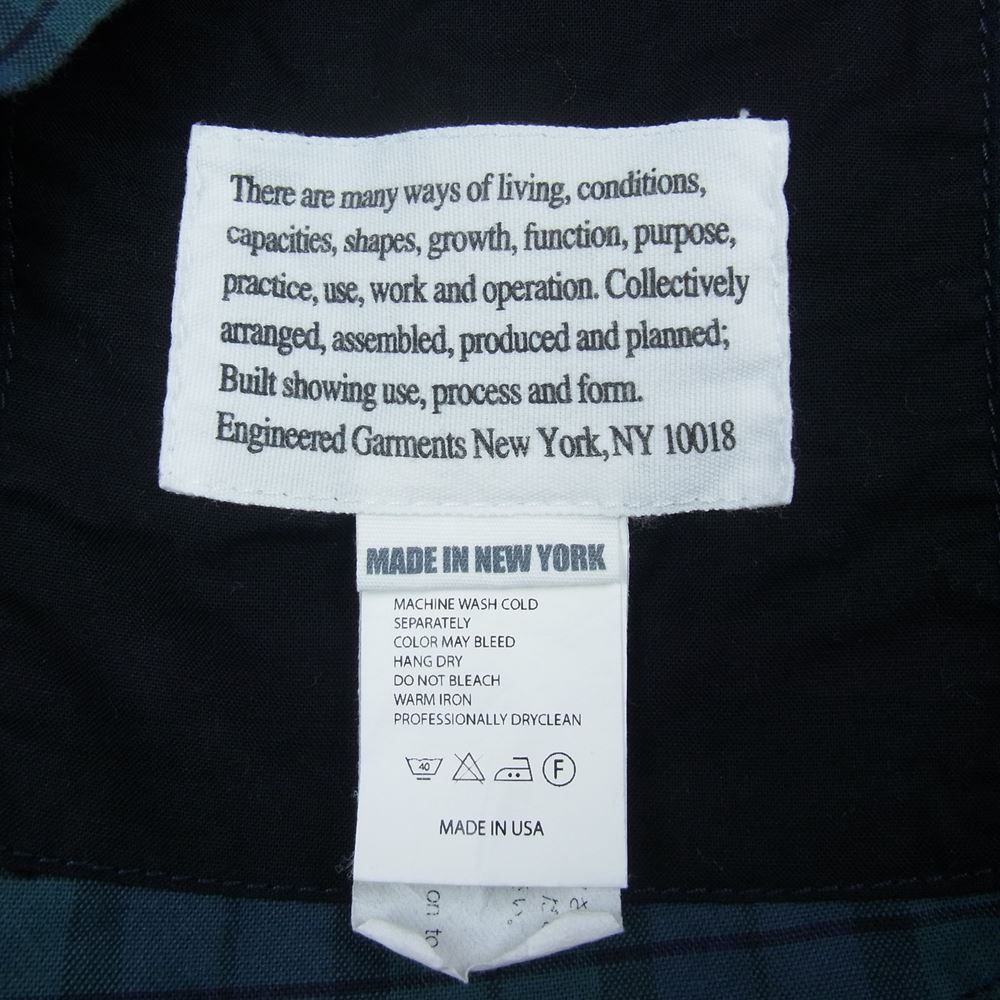 There are many ways of living, conditions,
capacities, shapes, growth, function, purpose,
practice, use, work and operation. Collectively
arranged, assembled, produced and planned;
Built showing use, process and form.
Engineered Garments New York, NY 10018
MADE IN NEW YORK
MACHINE WASH COLD
SEPARATELY
COLOR MAY BLEED
HANG DRY
DO NOT BLEACH
WARM IRON
PROFESSIONALLY DRYCLEAN
40 F
MADE IN USA
on to